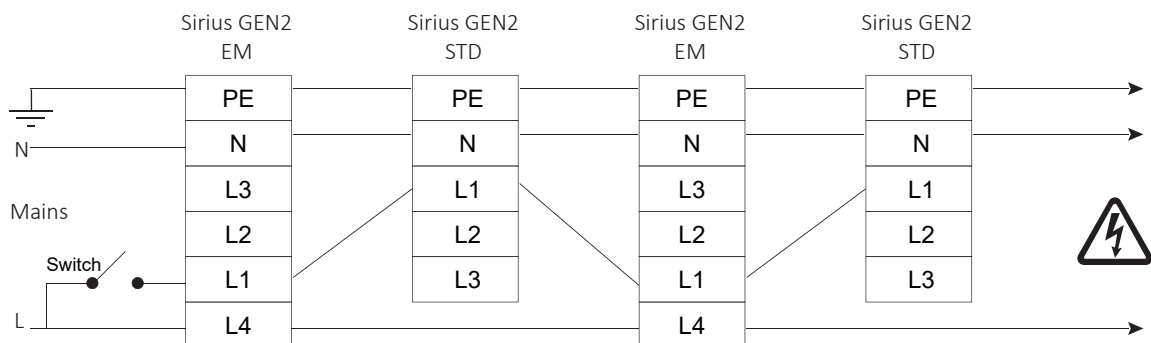 Sirius GEN2 Sirius GEN2 Sirius GEN2 Sirius GEN2
EM STD EM STD
PE PE PE PE
N N N N N
L3 L1 L3 L1
Mains
L2 L2 L2 L2
Switch
L1 L3 L1 L3
L L4 L4